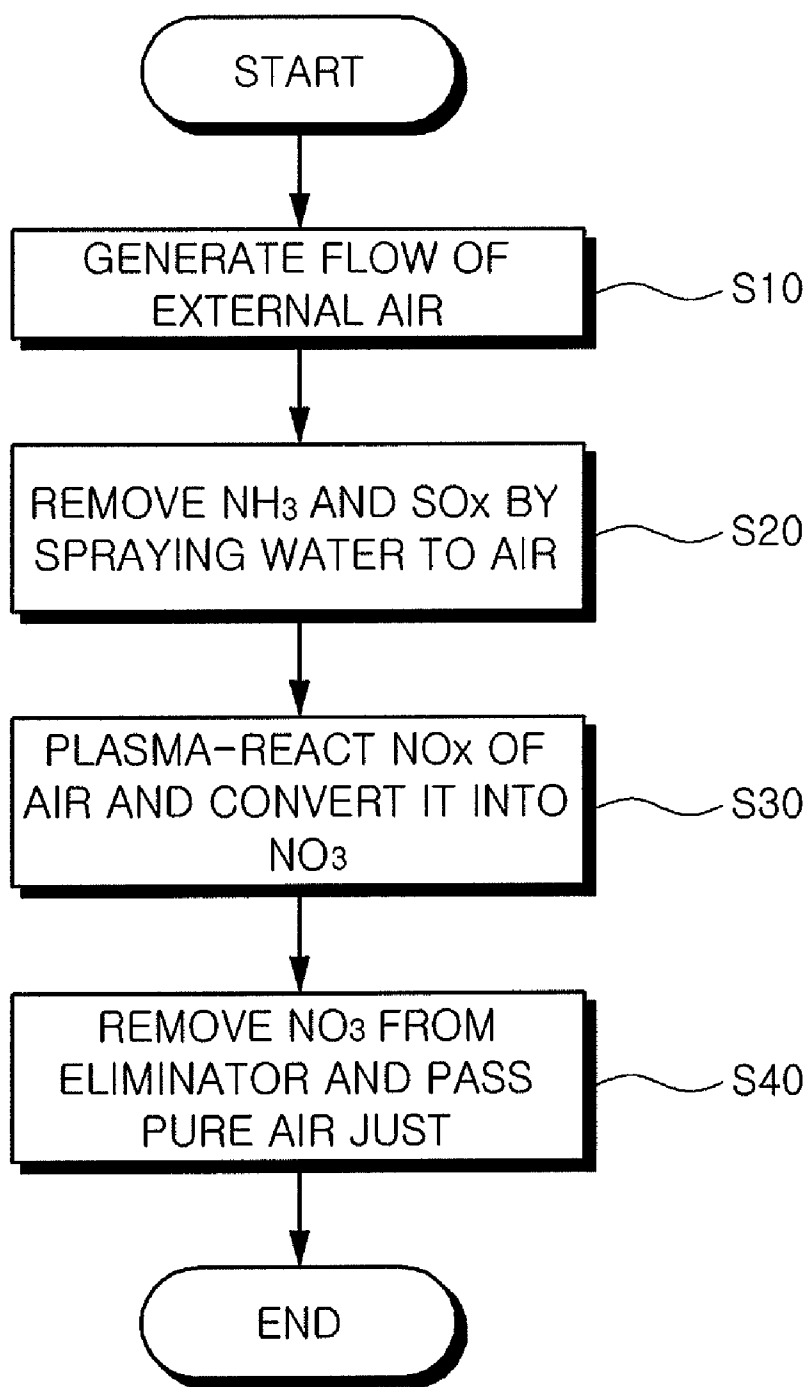 START
GENERATE FLOW OF
EXTERNAL AIR
S10
REMOVE NH₃ AND SOx BY
SPRAYING WATER TO AIR
S20
PLASMA-REACT NOx OF
AIR AND CONVERT IT INTO
NO₃
S30
REMOVE NO₃ FROM
ELIMINATOR AND PASS
PURE AIR JUST
S40
END